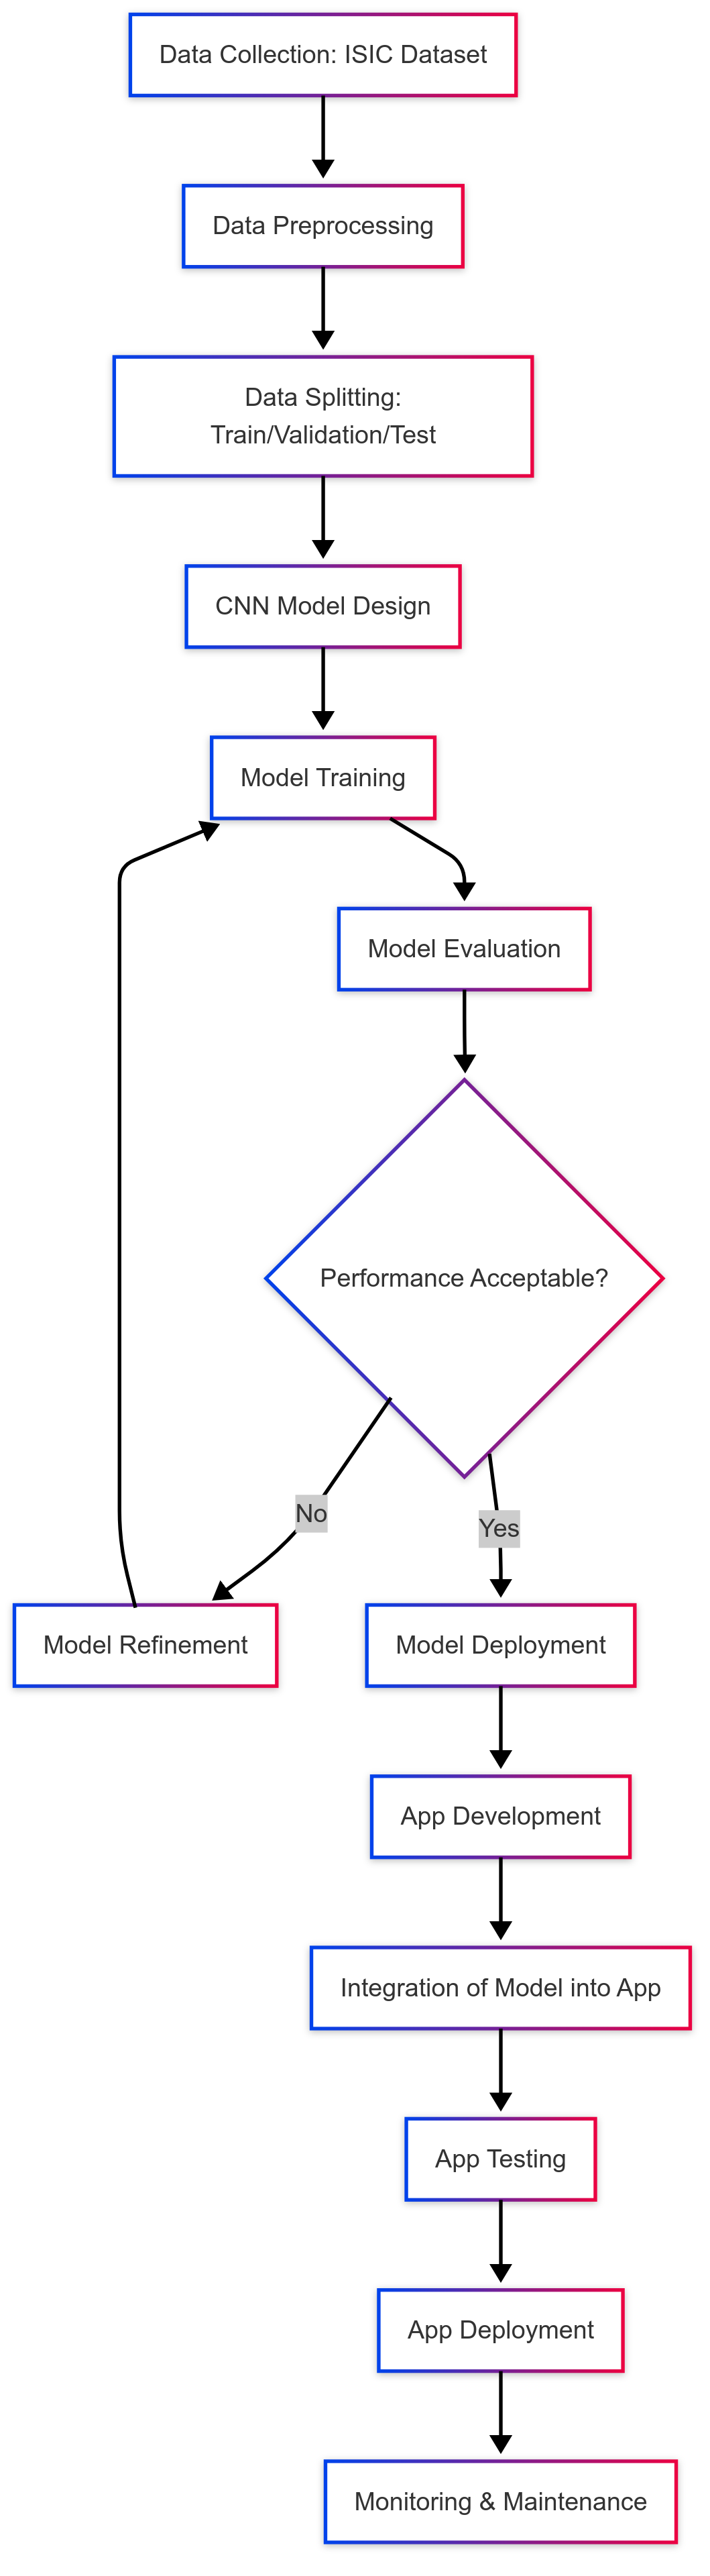 Data Collection: ISIC Dataset
Data Preprocessing
Data Splitting:
Train/Validation/Test
CNN Model Design
Model Training
Model Evaluation
Performance Acceptable?
No
Yes
Model Refinement
Model Deployment
App Development
Integration of Model into App
App Testing
App Deployment
Monitoring & Maintenance